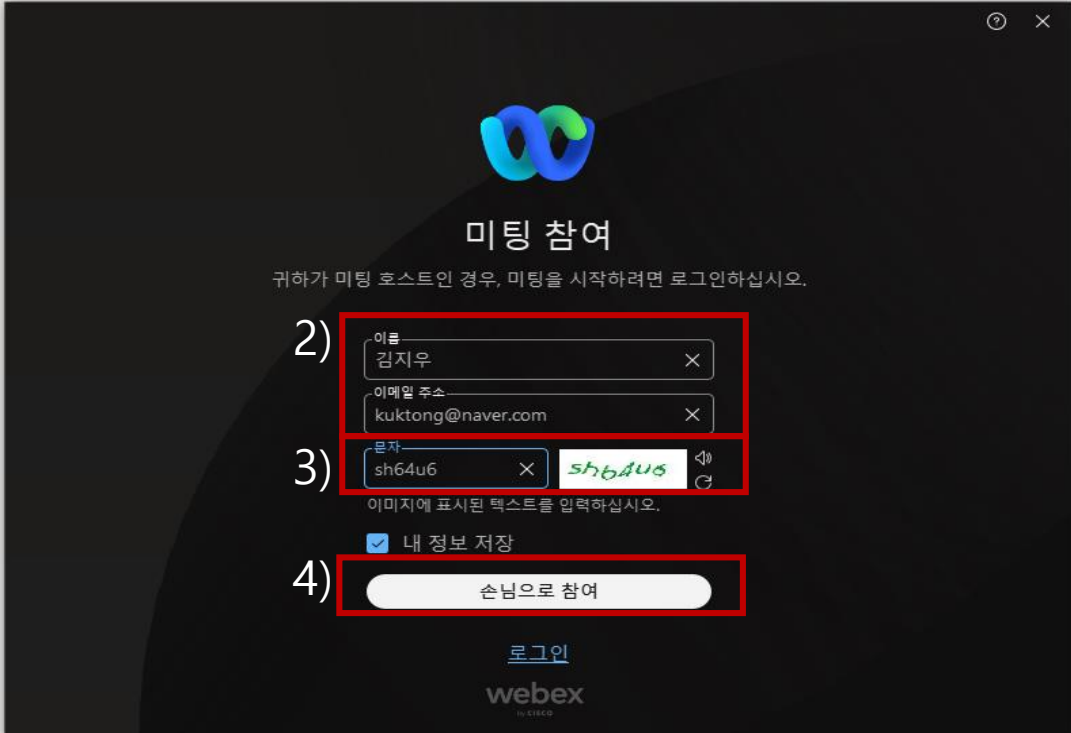 미팅 참여
귀하가 미팅 호스트인 경우, 미팅을 시작하려면 로그인하십시오.
2)
이름
김지우
이메일 주소
kuktong@naver.com
3)
문자
sh64u6 sh64u6
이미지에 표시된 텍스트를 입력하십시오.
내 정보 저장
4)
손님으로 참여
로그인
webex
by CISCO